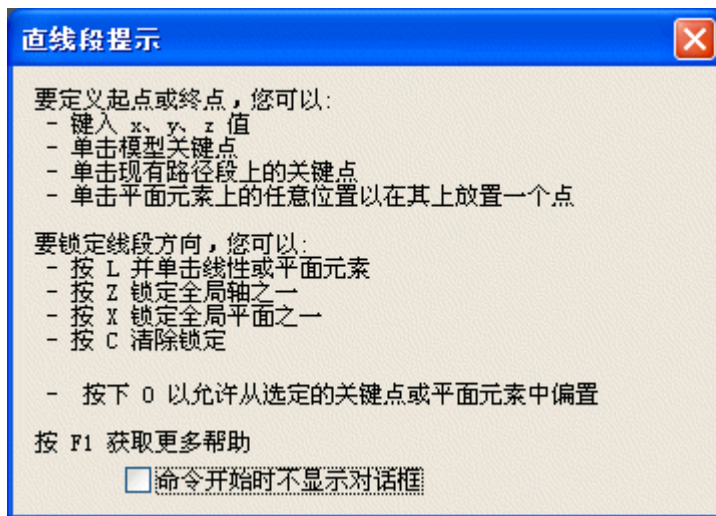 直线段提示
要定义起点或终点，您可以:
- 键入 x、y、z 值
- 单击模型关键点
- 单击现有路径段上的关键点
- 单击平面元素上的任意位置以在其上放置一个点
要锁定线段方向，您可以:
- 按 L 并单击线性或平面元素
- 按 Z 锁定全局轴之一
- 按 X 锁定全局平面之一
- 按 C 清除锁定
- 按下 O 以允许从选定的关键点或平面元素中偏置
按 F1 获取更多帮助
命令开始时不显示对话框